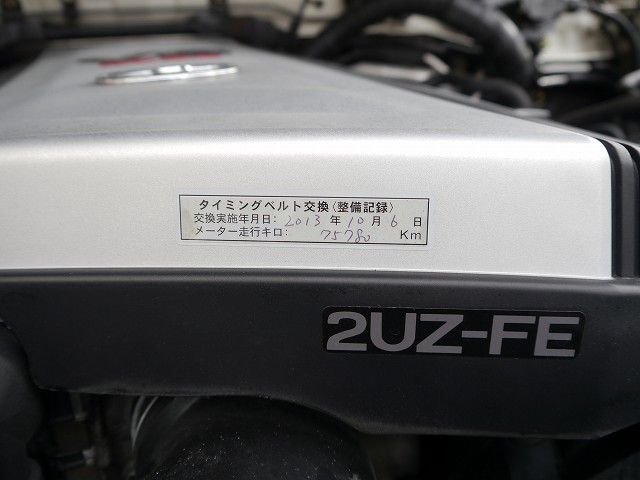 タイミングベルト交換(整備記録)
交換実施年月日: 2013 年 10 月 6 日
メーター走行キロ: 75780 Km
2UZ-FE